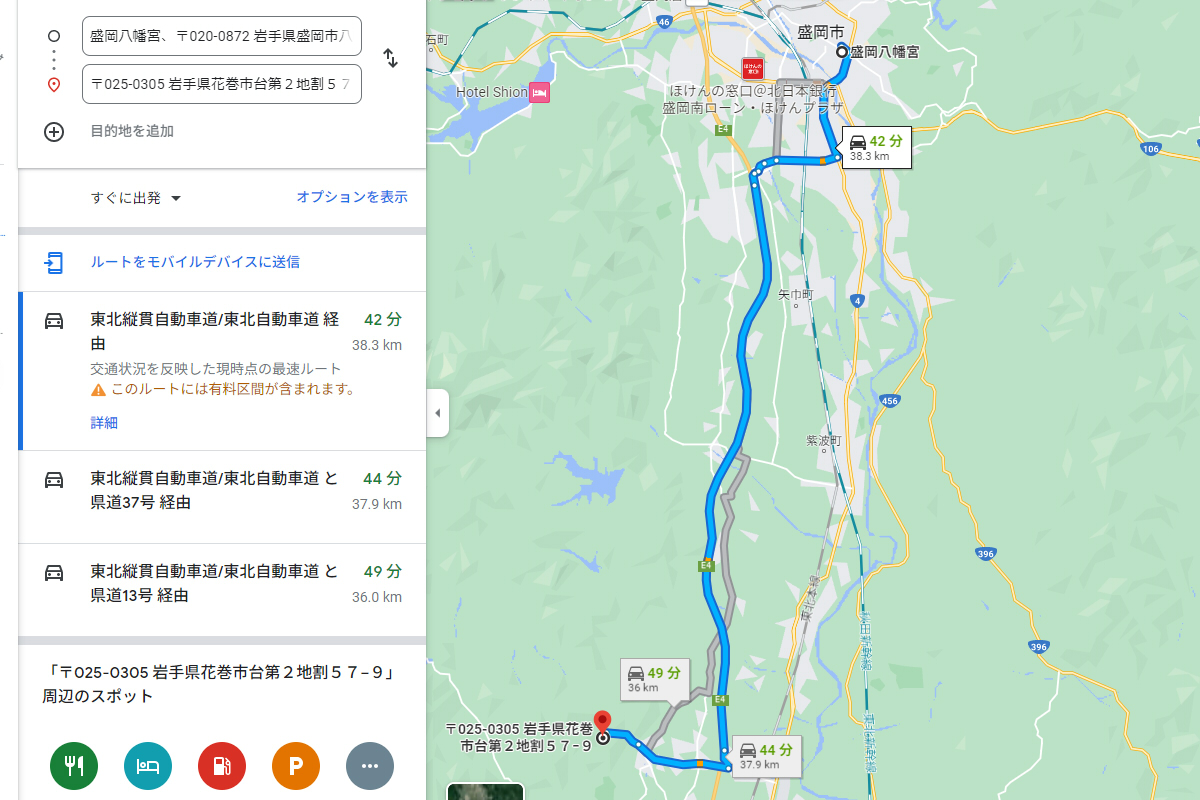 盛岡八幡宮、〒020-0872 岩手県盛岡市八
〒025-0305 岩手県花巻市台第２地割５７
目的地を追加
すぐに出発
オプションを表示
ルートをモバイルデバイスに送信
東北縦貫自動車道/東北自動車道 経由
42 分
38.3 km
交通状況を反映した現時点の最速ルート
このルートには有料区間が含まれます。
詳細
東北縦貫自動車道/東北自動車道 と
県道37号 経由
44 分
37.9 km
東北縦貫自動車道/東北自動車道 と
県道13号 経由
49 分
36.0 km
「〒025-0305 岩手県花巻市台第２地割５７−９」
周辺のスポット
P
46
石町
盛岡市
盛岡八幡宮
ほけんの
Hotel Shion
ほけんの窓口@北日本銀行
盛岡南ローン・ほけんプラザ
E4
42 分
38.3 km
106
矢巾町
4
456
紫波町
396
E4
東北本線
秋田新幹線
396
49 分
36 km
E4
〒025-0305 岩手県花巻
市台第２地割５７−９
東北新幹線
44 分
37.9 km